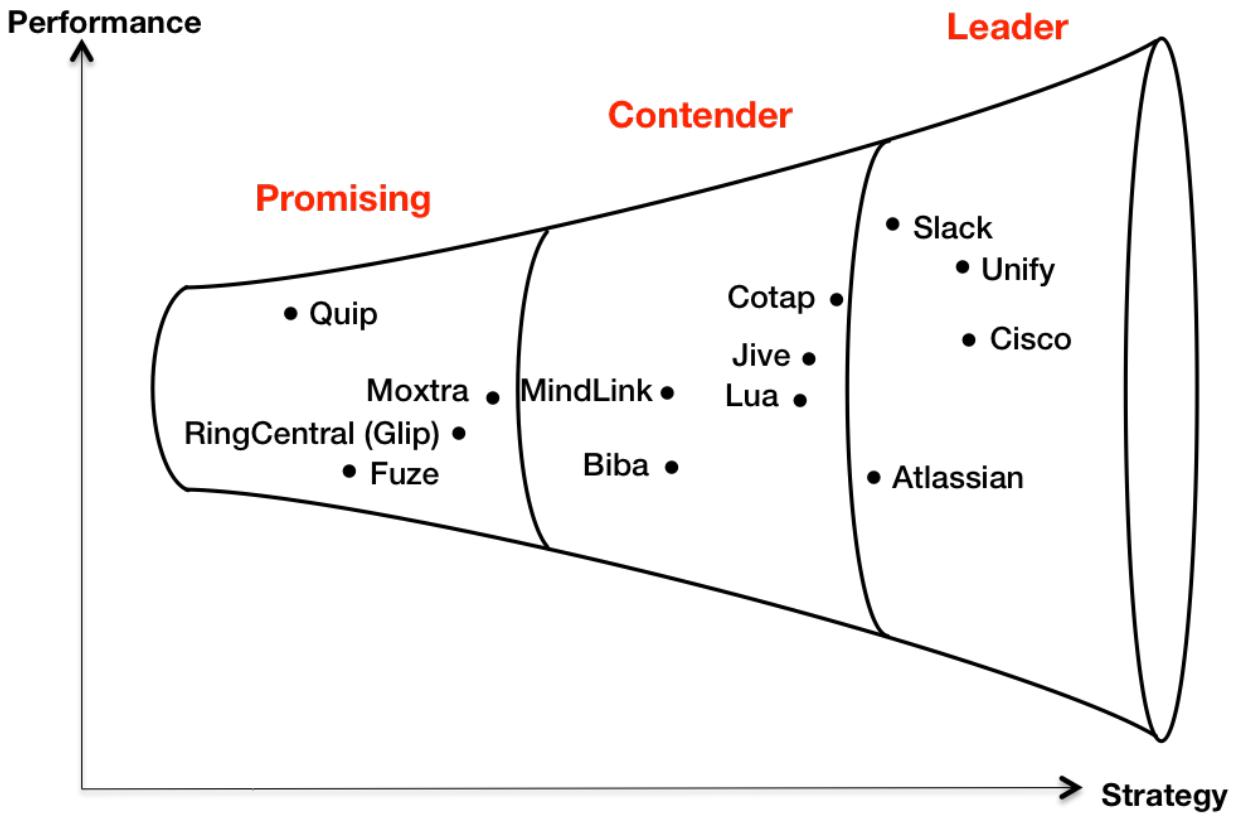 Performance
Leader
Contender
Promising
Slack
Unify
Cotap
Quip
Cisco
Jive
Moxtra
MindLink
Lua
RingCentral (Glip)
Biba
Fuze
Atlassian
Strategy